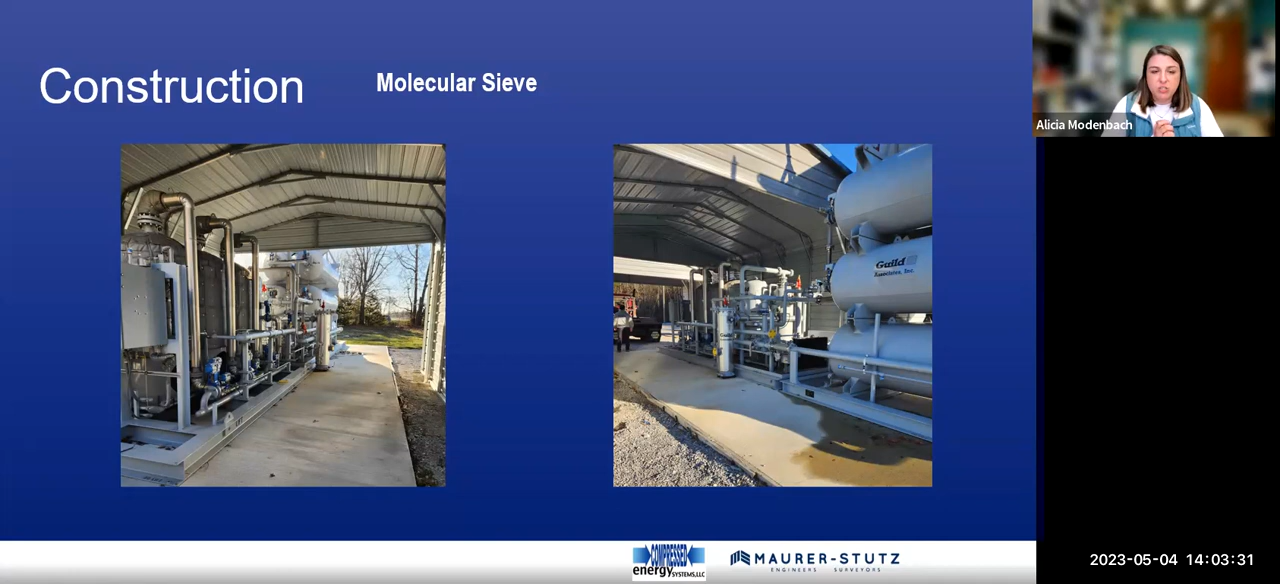 Construction
Molecular Sieve
Alicia Modenbach
Guild
Associates, Inc.
COMPRESSED
energy SYSTEMS, LLC
MAURER-STUTZ
ENGINEERS SURVEYORS
2023-05-04 14:03:31